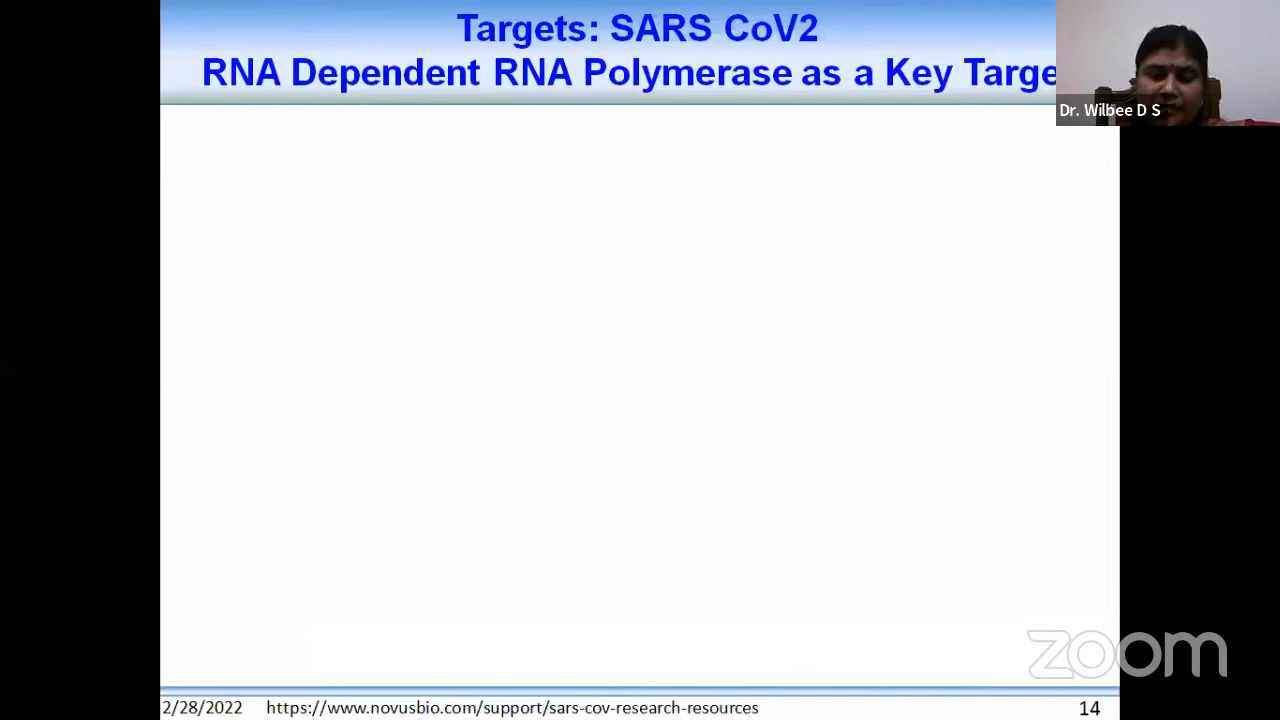 Targets: SARS CoV2
RNA Dependent RNA Polymerase as a Key Targe
Dr. Wilbee D S
zoom
2/28/2022 https://www.novusbio.com/support/sars-cov-research-resources 14